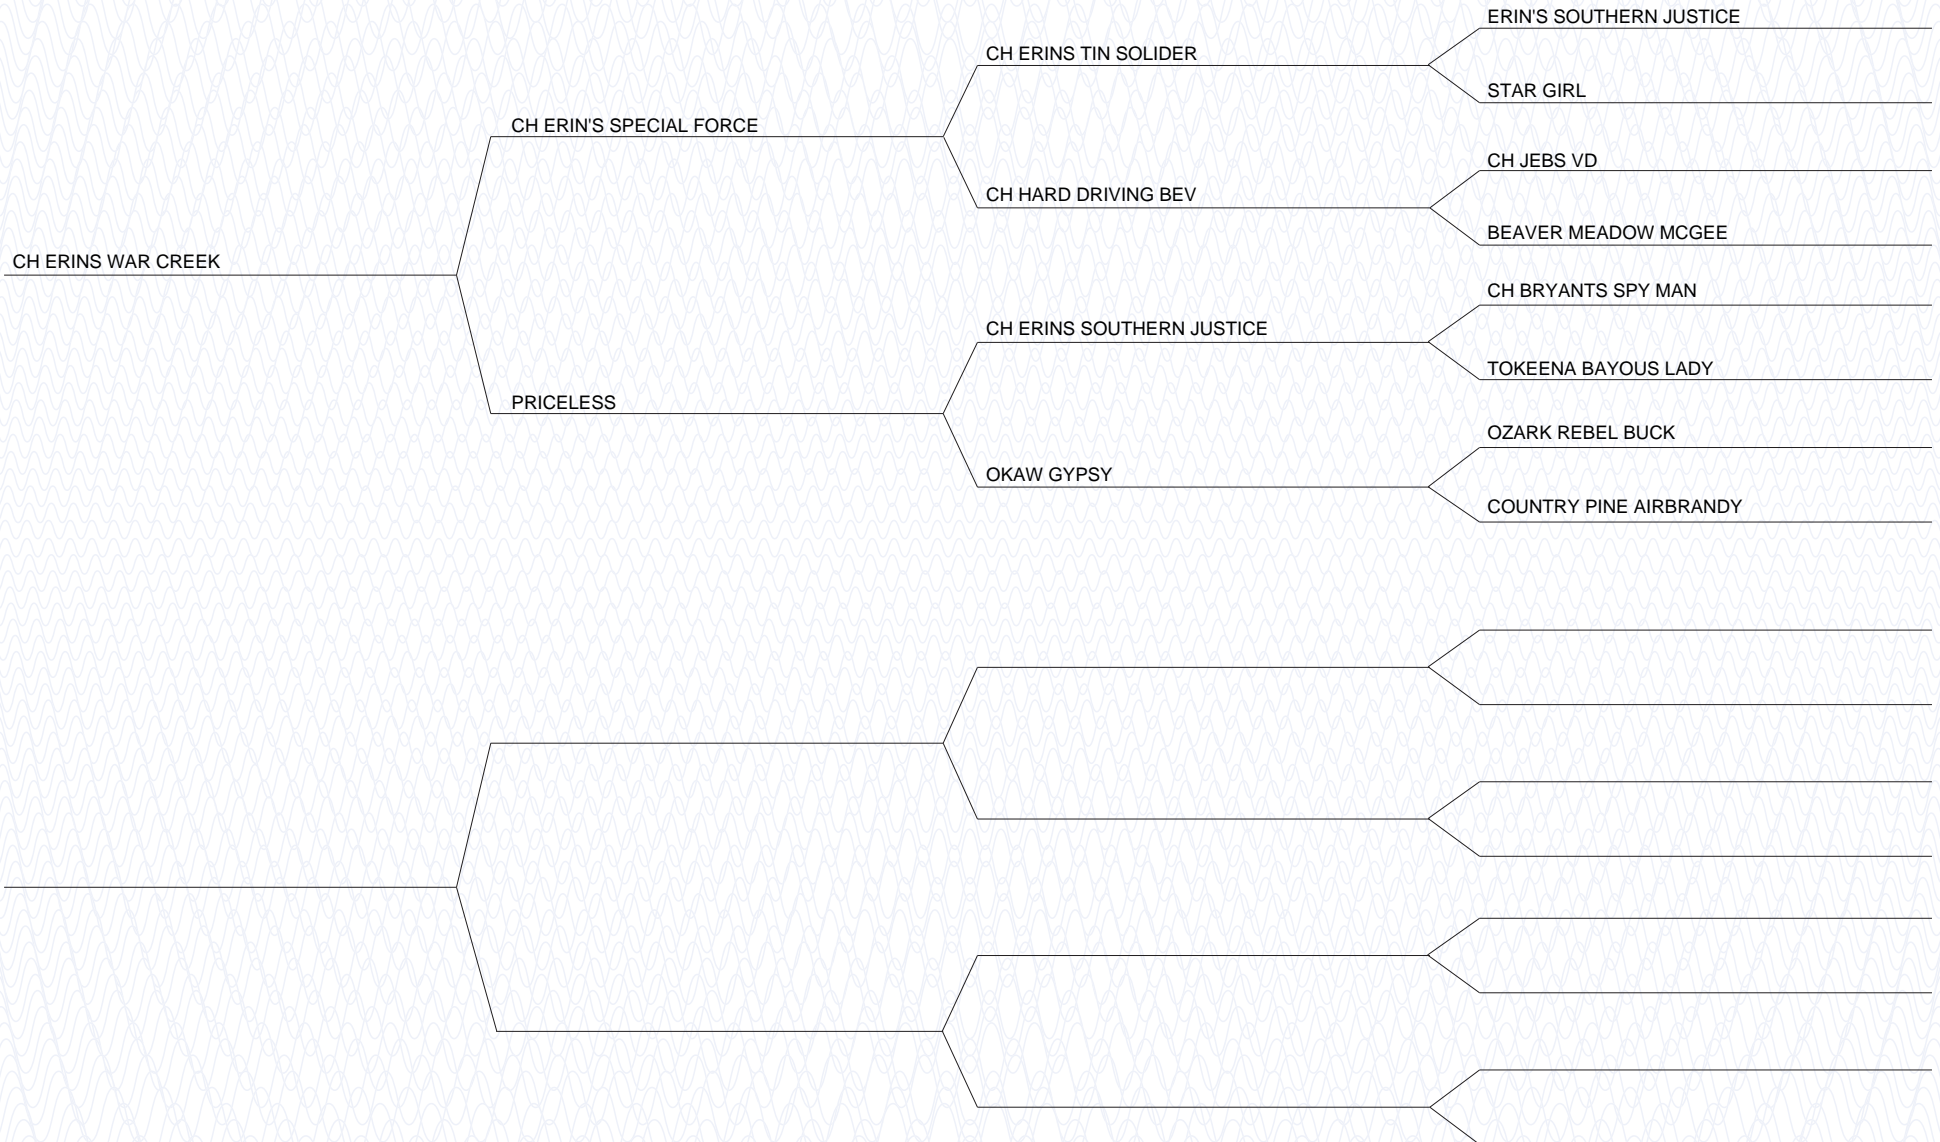 ERIN'S SOUTHERN JUSTICE
CH ERINS TIN SOLIDER
STAR GIRL
CH ERIN'S SPECIAL FORCE
CH JEBS VD
CH HARD DRIVING BEV
BEAVER MEADOW MCGEE
CH ERINS WAR CREEK
CH BRYANTS SPY MAN
CH ERINS SOUTHERN JUSTICE
TOKEENA BAYOUS LADY
PRICELESS
OZARK REBEL BUCK
OKAW GYPSY
COUNTRY PINE AIRBRANDY